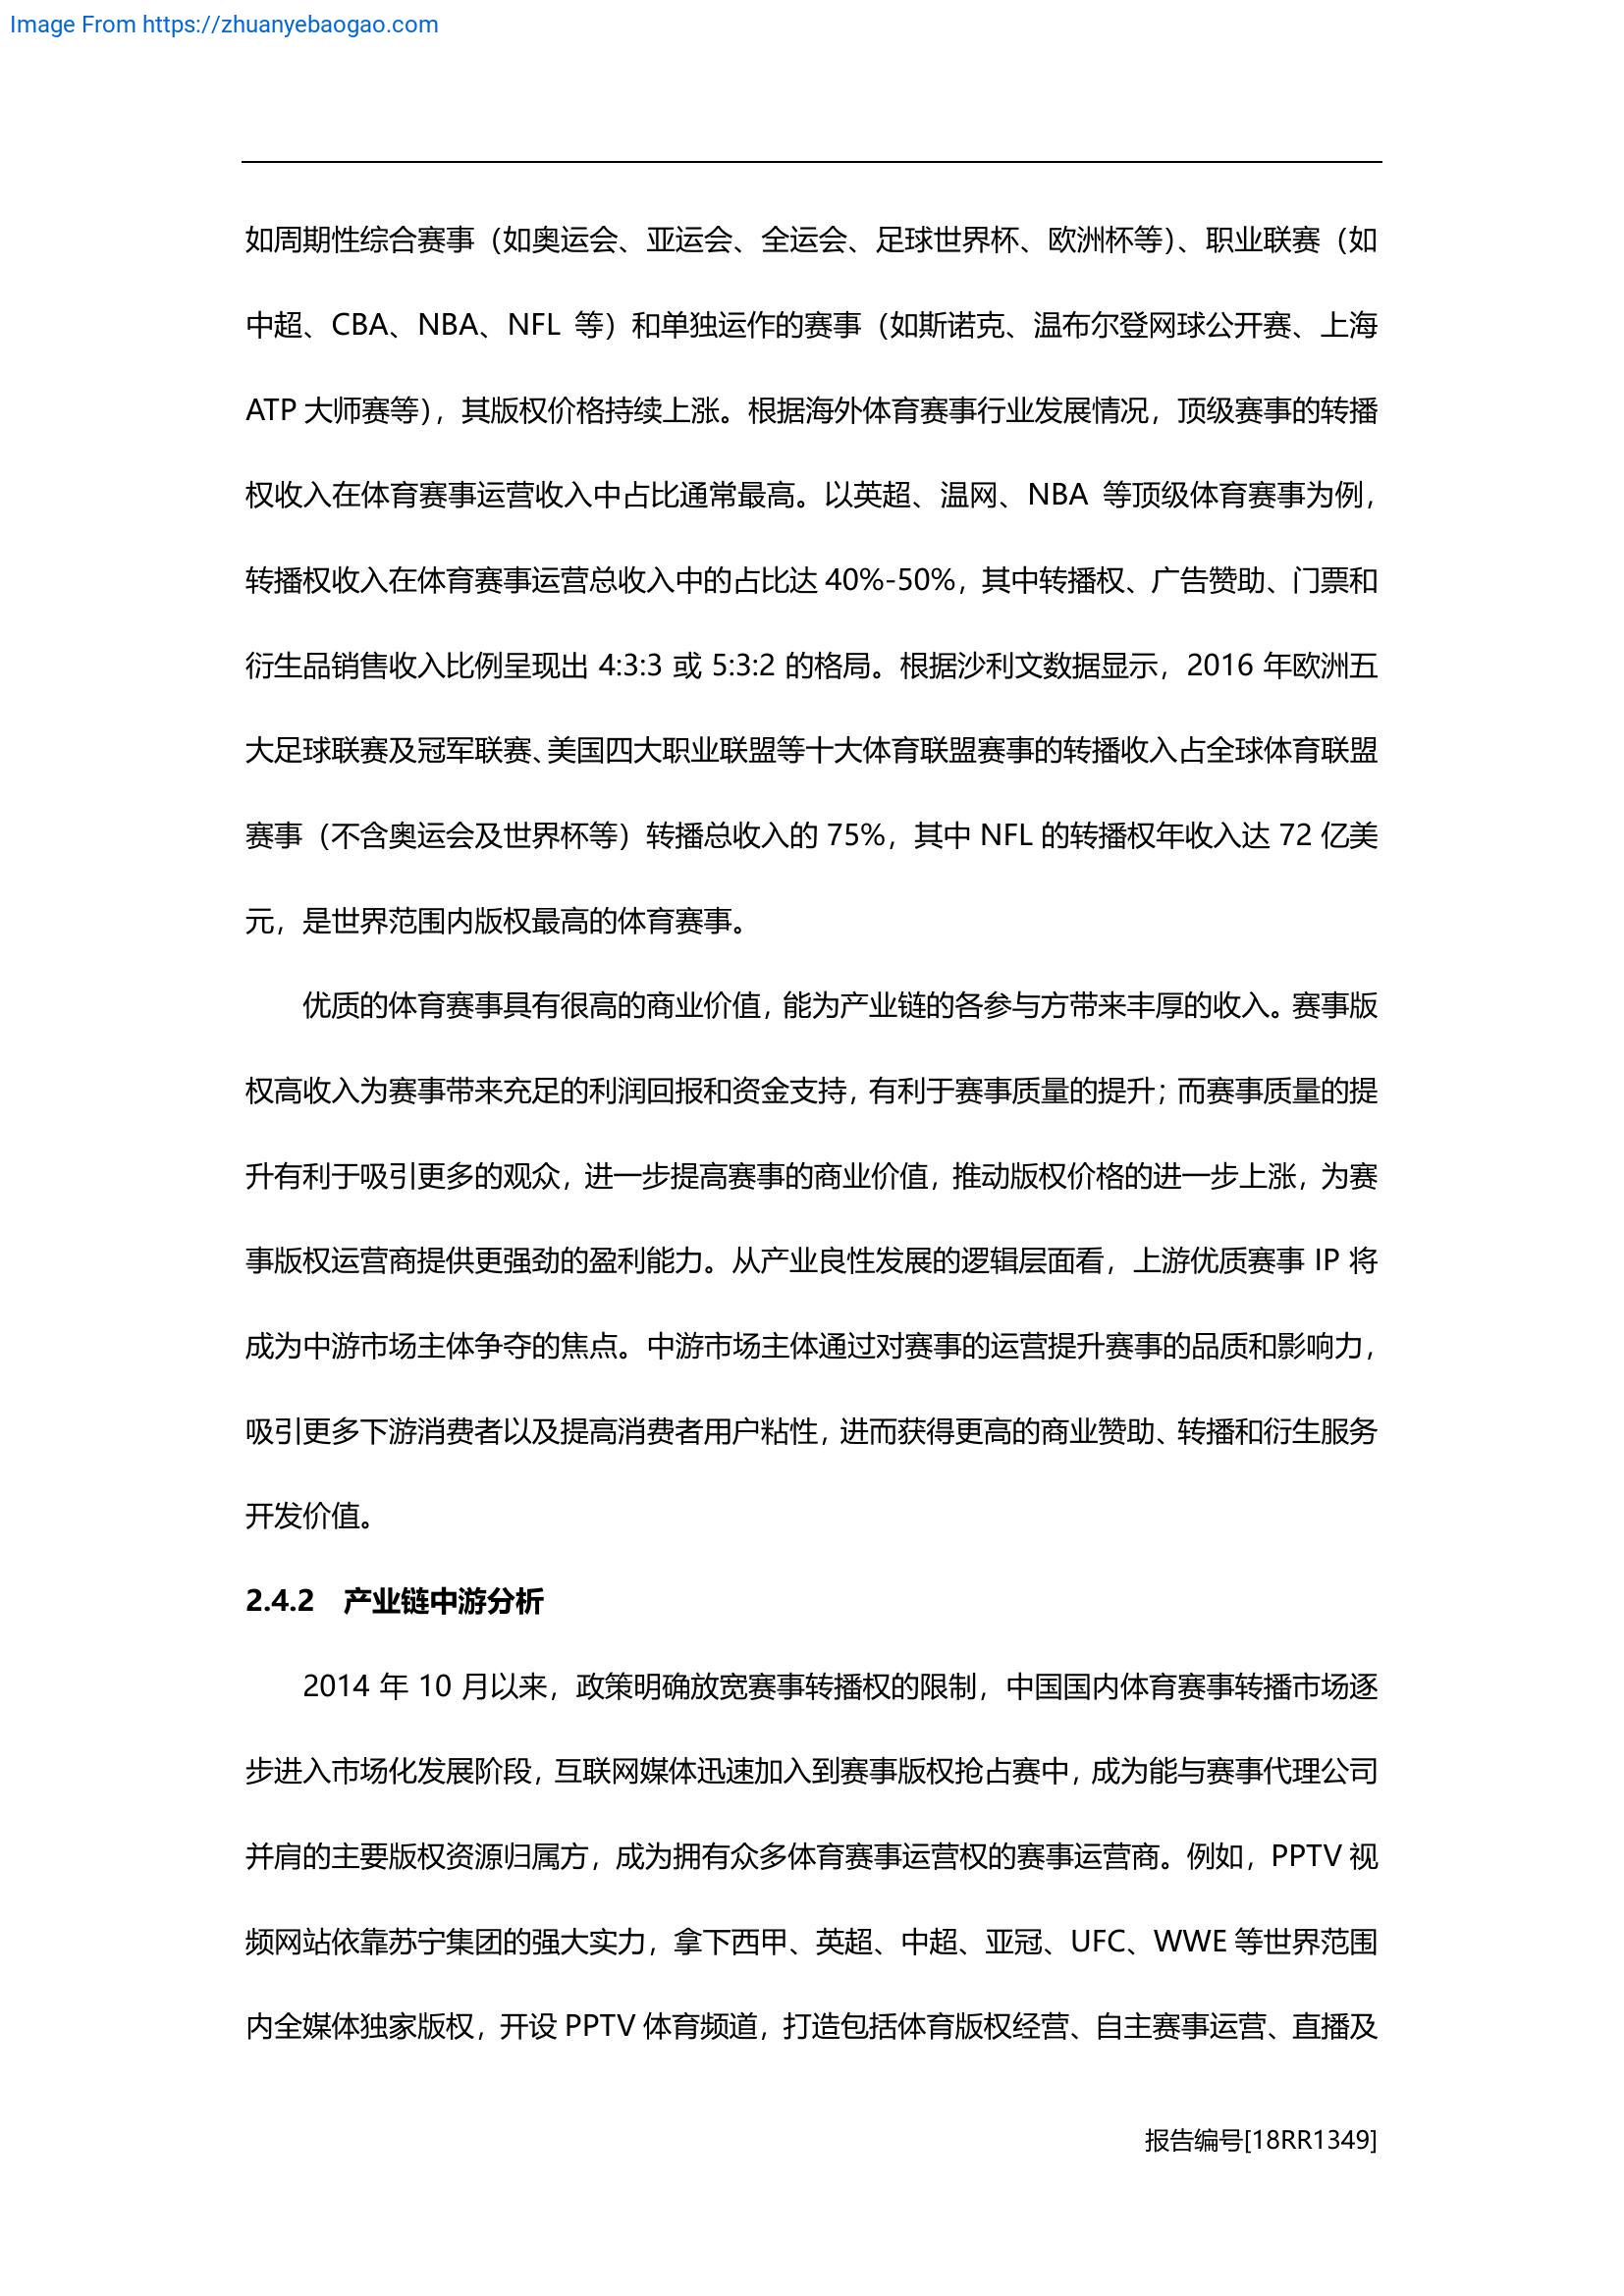 Image From https://zhuanyebaogao.com
如周期性综合赛事（如奥运会、亚运会、全运会、足球世界杯、欧洲杯等）、职业联赛（如
中超、CBA、NBA、NFL 等）和单独运作的赛事（如斯诺克、温布尔登网球公开赛、上海
ATP 大师赛等），其版权价格持续上涨。根据海外体育赛事行业发展情况，顶级赛事的转播
权收入在体育赛事运营收入中占比通常最高。以英超、温网、NBA 等顶级体育赛事为例，
转播权收入在体育赛事运营总收入中的占比达 40%-50%，其中转播权、广告赞助、门票和
衍生品销售收入比例呈现出 4:3:3 或 5:3:2 的格局。根据沙利文数据显示，2016 年欧洲五
大足球联赛及冠军联赛、美国四大职业联盟等十大体育联盟赛事的转播收入占全球体育联盟
赛事（不含奥运会及世界杯等）转播总收入的 75%，其中 NFL 的转播权年收入达 72 亿美
元，是世界范围内版权最高的体育赛事。
优质的体育赛事具有很高的商业价值，能为产业链的各参与方带来丰厚的收入。赛事版
权高收入为赛事带来充足的利润回报和资金支持，有利于赛事质量的提升；而赛事质量的提
升有利于吸引更多的观众，进一步提高赛事的商业价值，推动版权价格的进一步上涨，为赛
事版权运营商提供更强劲的盈利能力。从产业良性发展的逻辑层面看，上游优质赛事 IP 将
成为中游市场主体争夺的焦点。中游市场主体通过对赛事的运营提升赛事的品质和影响力，
吸引更多下游消费者以及提高消费者用户粘性，进而获得更高的商业赞助、转播和衍生服务
开发价值。
2.4.2 产业链中游分析
2014 年 10 月以来，政策明确放宽赛事转播权的限制，中国国内体育赛事转播市场逐
步进入市场化发展阶段，互联网媒体迅速加入到赛事版权抢占赛中，成为能与赛事代理公司
并肩的主要版权资源归属方，成为拥有众多体育赛事运营权的赛事运营商。例如，PPTV 视
频网站依靠苏宁集团的强大实力，拿下西甲、英超、中超、亚冠、UFC、WWE 等世界范围
内全媒体独家版权，开设 PPTV 体育频道，打造包括体育版权经营、自主赛事运营、直播及
报告编号[18RR1349]